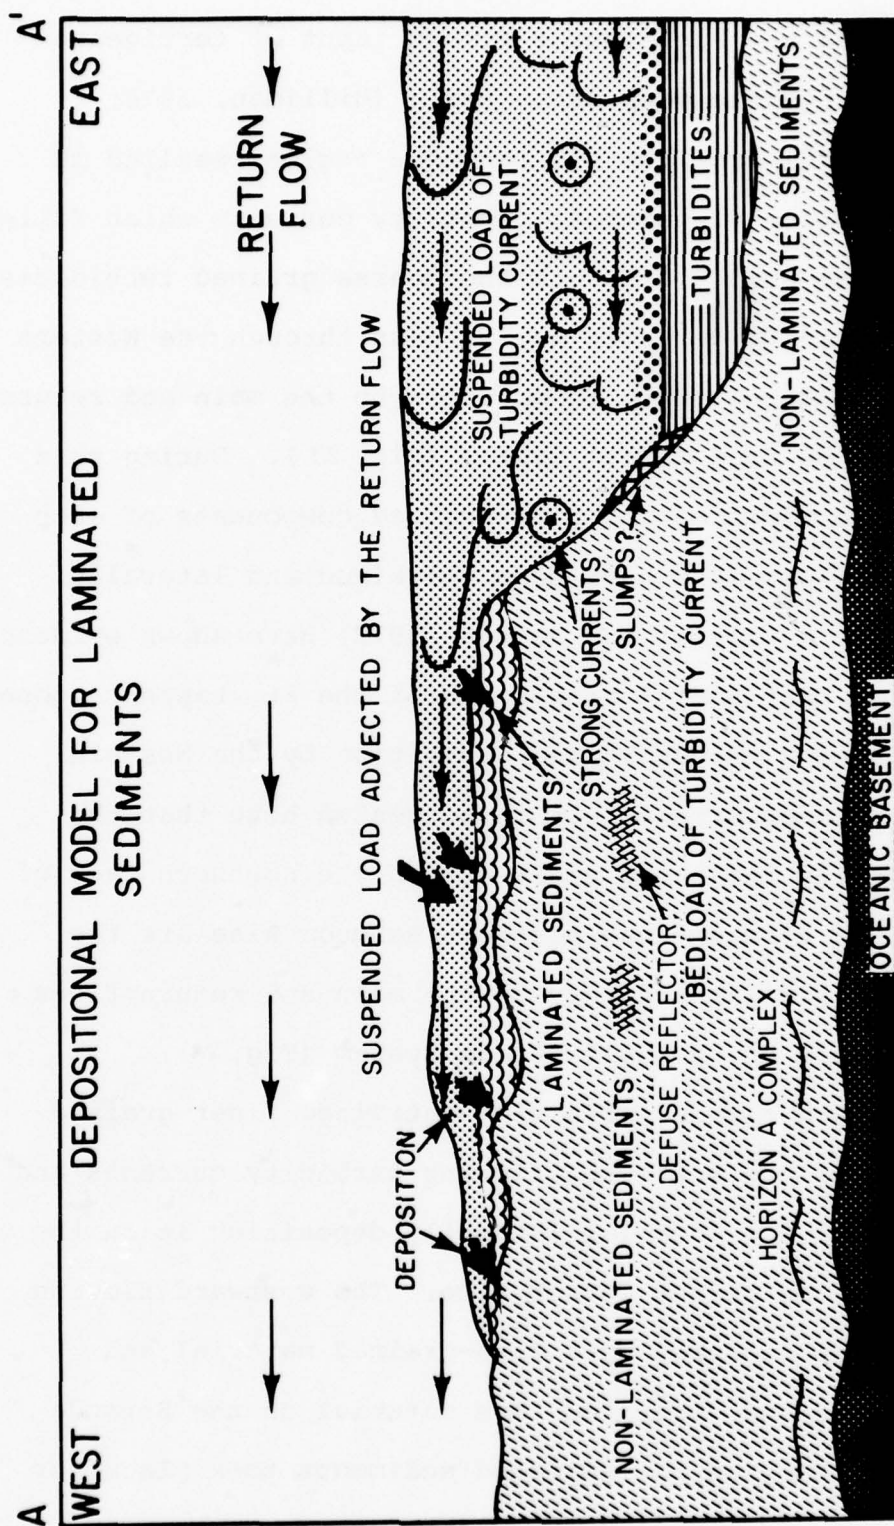 A
A'
WEST
DEPOSITIONAL MODEL FOR LAMINATED
SEDIMENTS
EAST
RETURN
FLOW
SUSPENDED LOAD ADVECTED BY HE RETURN FLOW
DEPOSITION
SUSPENDED LOAD OF
TURBIDITY CURRENT
LAMINATED SEDIMENTS
STRONG CURRENTS
SLUMPS?
TURBIDITES
NON-LAMINATED SEDIMENTS
DEFUSE REFLECTOR
BEDLOAD OF TURBIDITY CURRENT
NON-LAMINATED SEDIMENTS
HORIZON A COMPLEX
OCEANIC BASEMENT